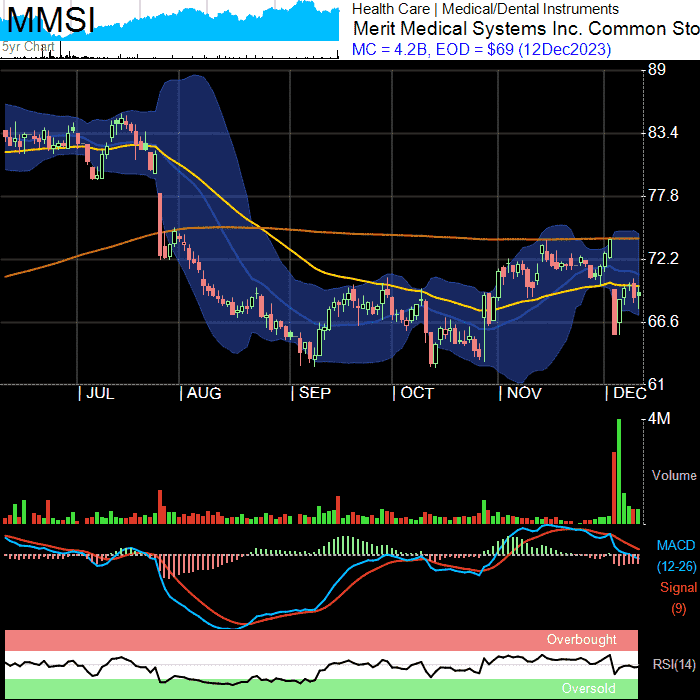 MMSI
5yr Chart
Health Care | Medical/Dental Instruments
Merit Medical Systems Inc. Common Sto
MC = 4.2B, EOD = $69 (12Dec2023)
89
83.4
77.8
72.2
66.6
61
JUL AUG SEP OCT NOV DEC
4M
Volume
MACD
(12-26)
Signal
(9)
Overbought
RSI(14)
Oversold